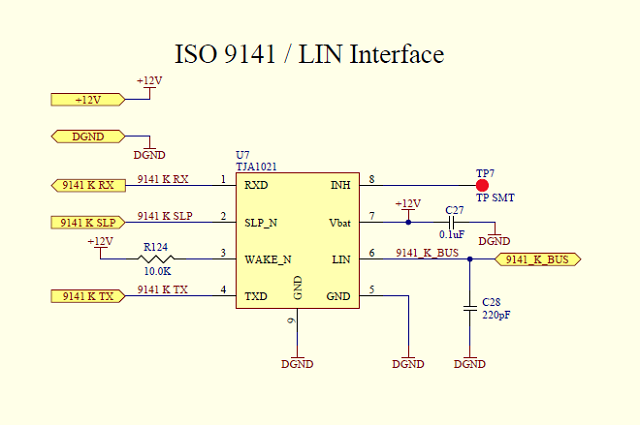 ISO 9141 / LIN Interface
+12V
+12V
DGND
DGND
U7
TJA1021
9141 K RX
9141 K RX
1
RXD
INH
8
TP7
TP SMT
9141 K SLP
9141 K SLP
2
SLP_N
Vbat
7
+12V
C27
0.1uF
DGND
+12V
R124
10.0K
3
WAKE_N
LIN
6
9141_K_BUS
9141_K_BUS
9141 K TX
9141 K TX
4
TXD
GND
GND
5
9
C28
220pF
DGND
DGND
DGND